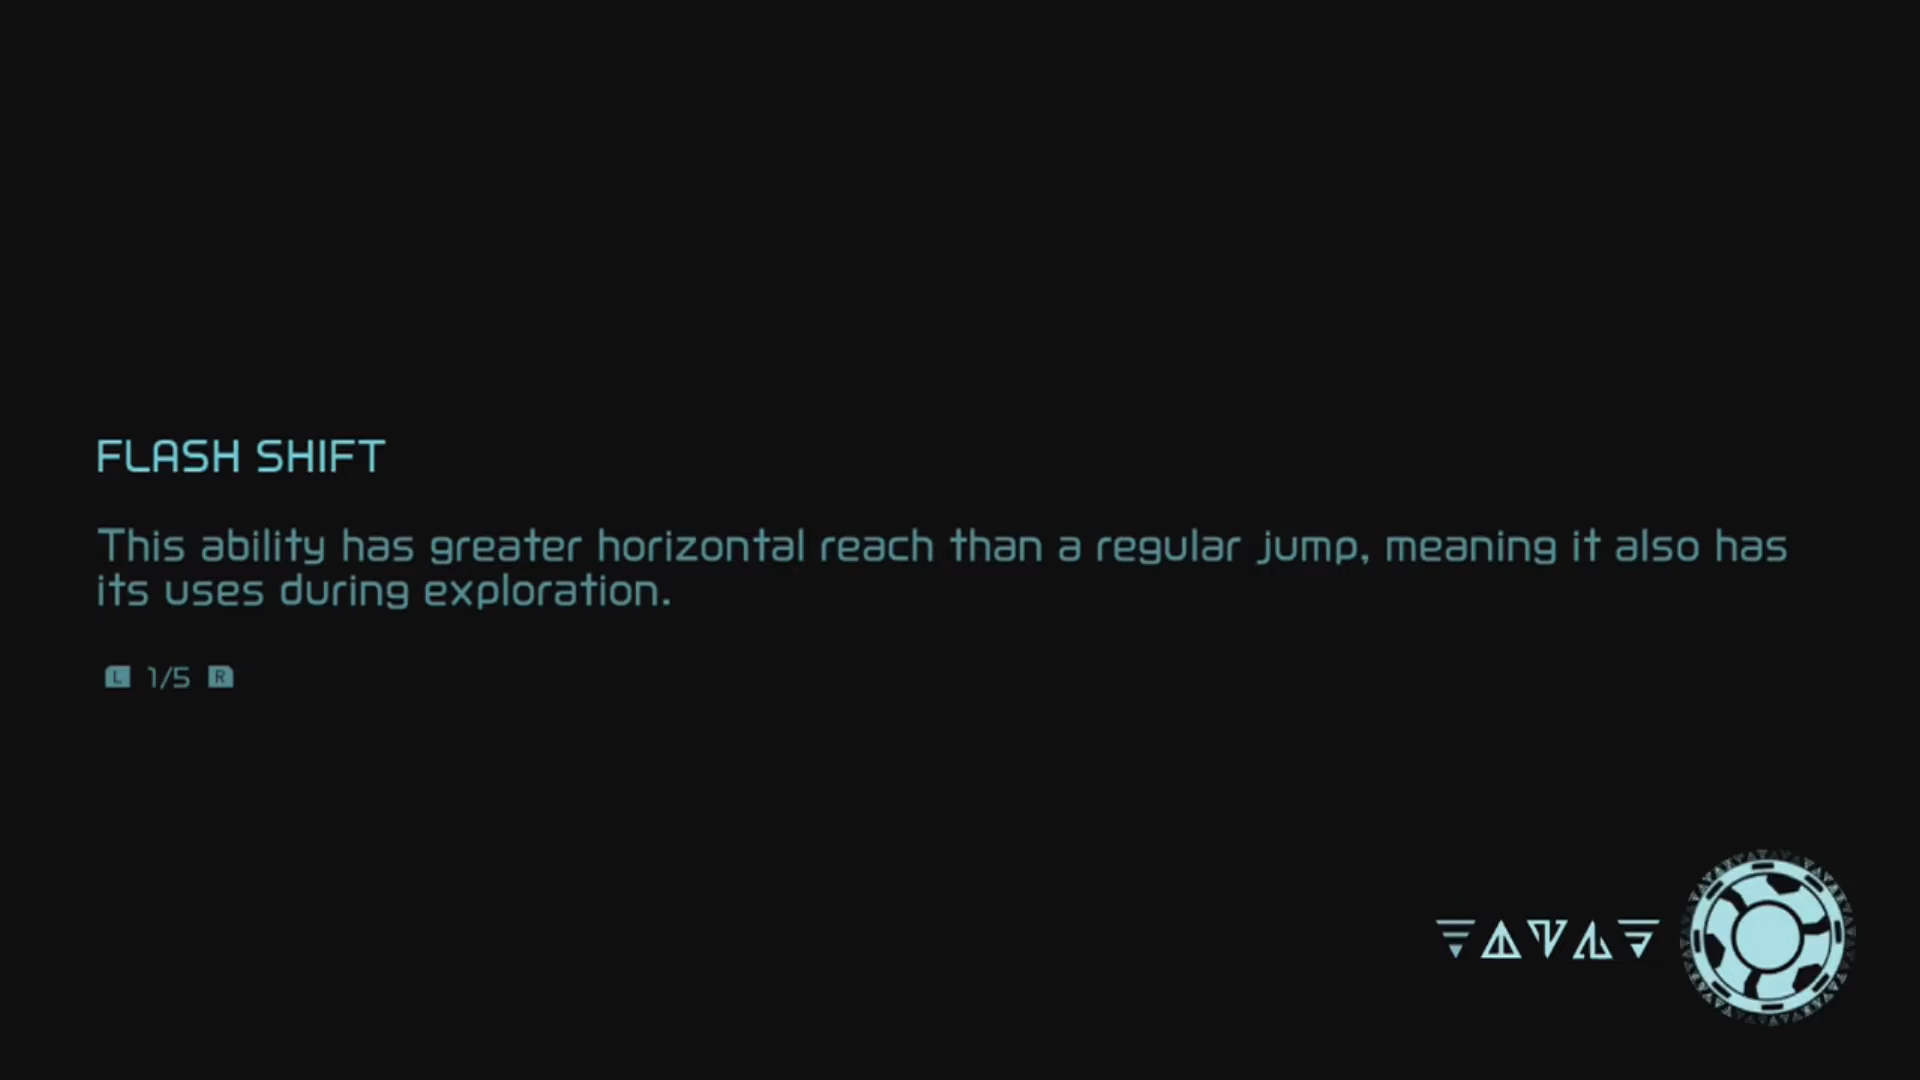 FLASH SHIFT
This ability has greater horizontal reach than a regular jump, meaning it also has
its uses during exploration.
L 1/5 R